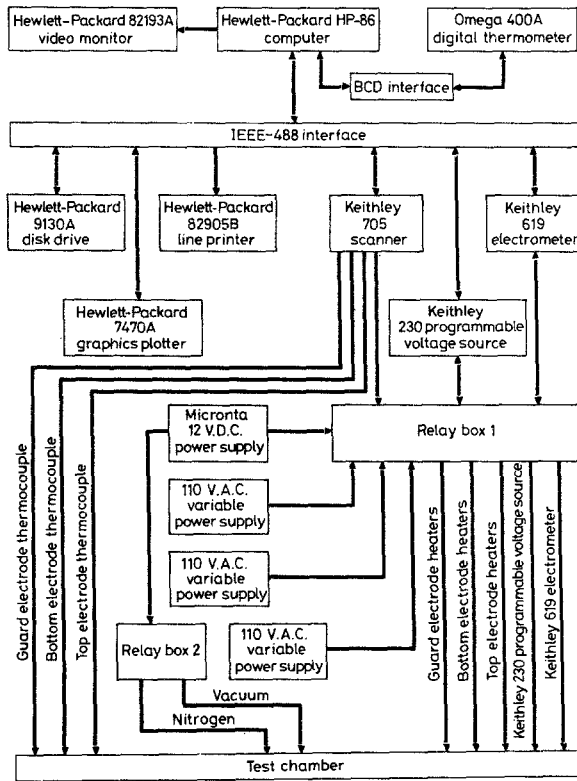 Hewlett-Packard 82193A
video monitor
Hewlett-Packard HP-86
computer
Omega 400A
digital thermometer
BCD interface
IEEE-488 interface
Hewlett-Packard
9130A
disk drive
Hewlett-Packard
82905B
line printer
Keithley
705
scanner
Keithley
619
electrometer
Hewlett-Packard
7470A
graphics plotter
Keithley
230 programmable
voltage source
Micronta
12 V.D.C.
power supply
Relay box 1
110 V.A.C.
variable
power supply
110 V.A.C.
variable
power supply
110 V.A.C.
variable
power supply
Relay box 2
Guard electrode thermocouple
Bottom electrode thermocouple
Top electrode thermocouple
Guard electrode heaters
Bottom electrode heaters
Top electrode heaters
Keithley 230 programmable voltage source
Keithley 619 electrometer
Vacuum
Nitrogen
Test chamber